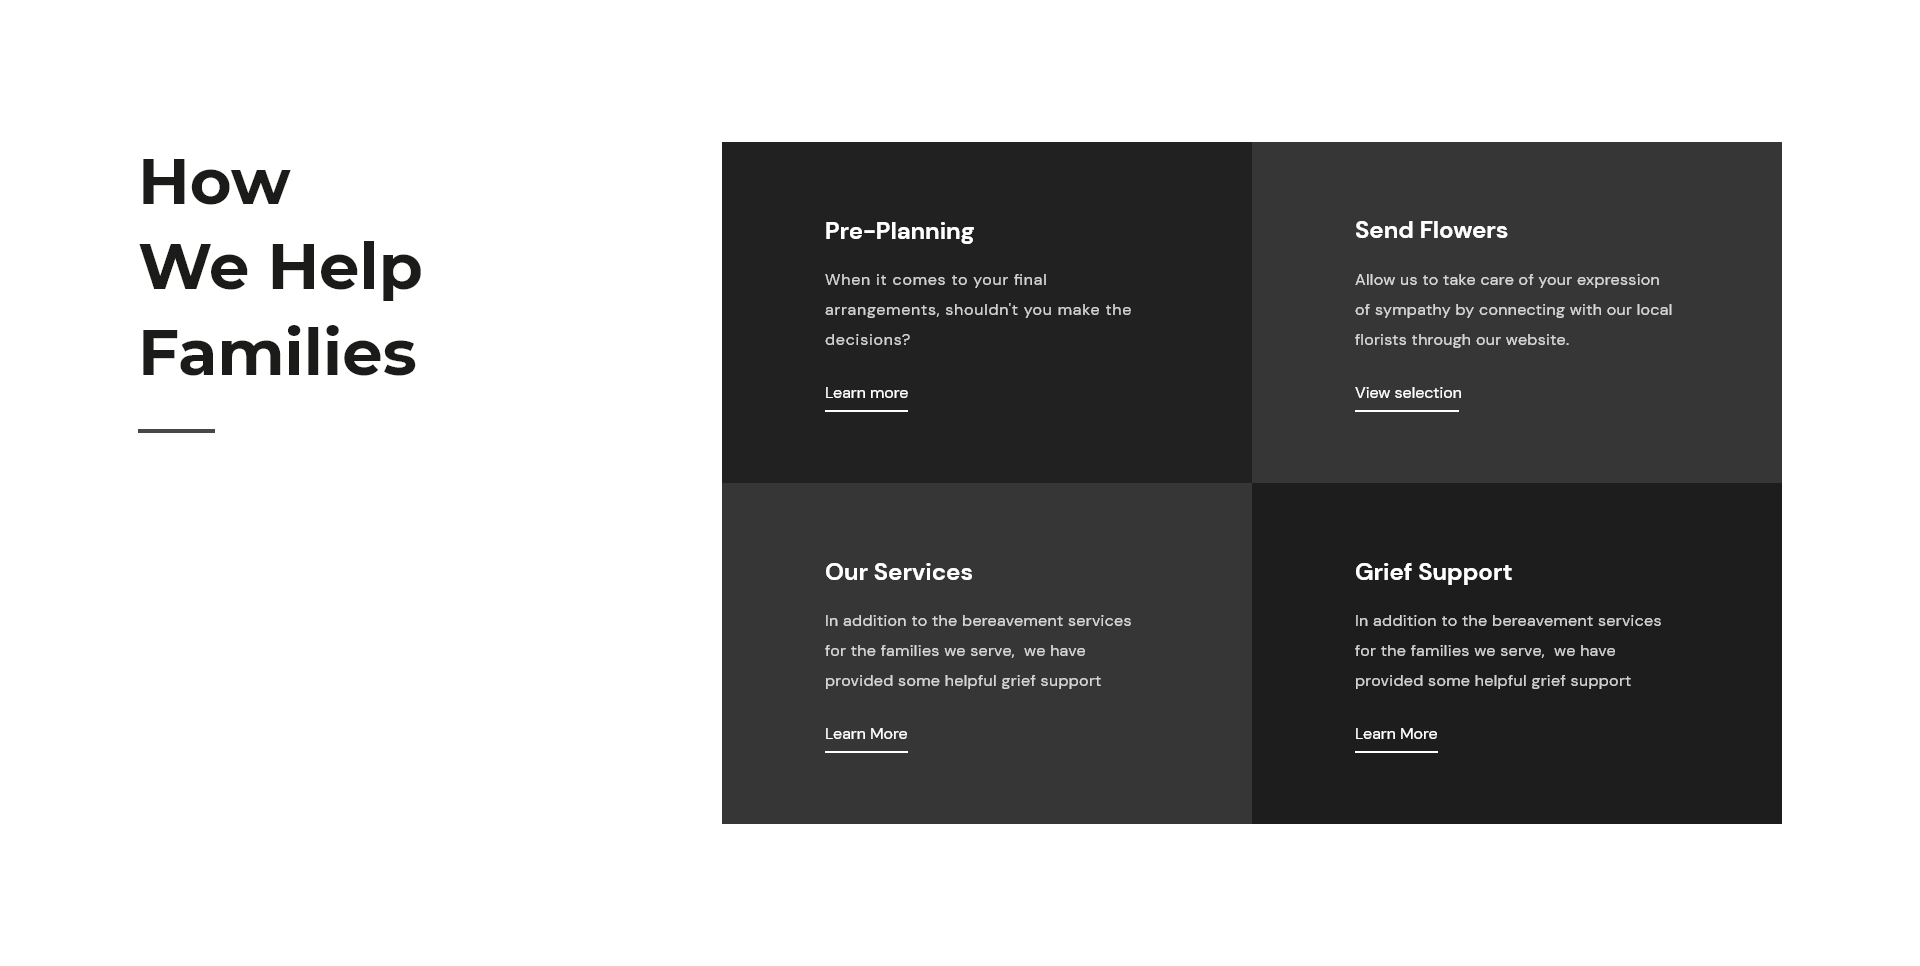 How
We Help
Families
Pre-Planning
When it comes to your final
arrangements, shouldn't you make the
decisions?
Learn more
Send Flowers
Allow us to take care of your expression
of sympathy by connecting with our local
florists through our website.
View selection
Our Services
In addition to the bereavement services
for the families we serve,  we have
provided some helpful grief support
Learn More
Grief Support
In addition to the bereavement services
for the families we serve,  we have
provided some helpful grief support
Learn More